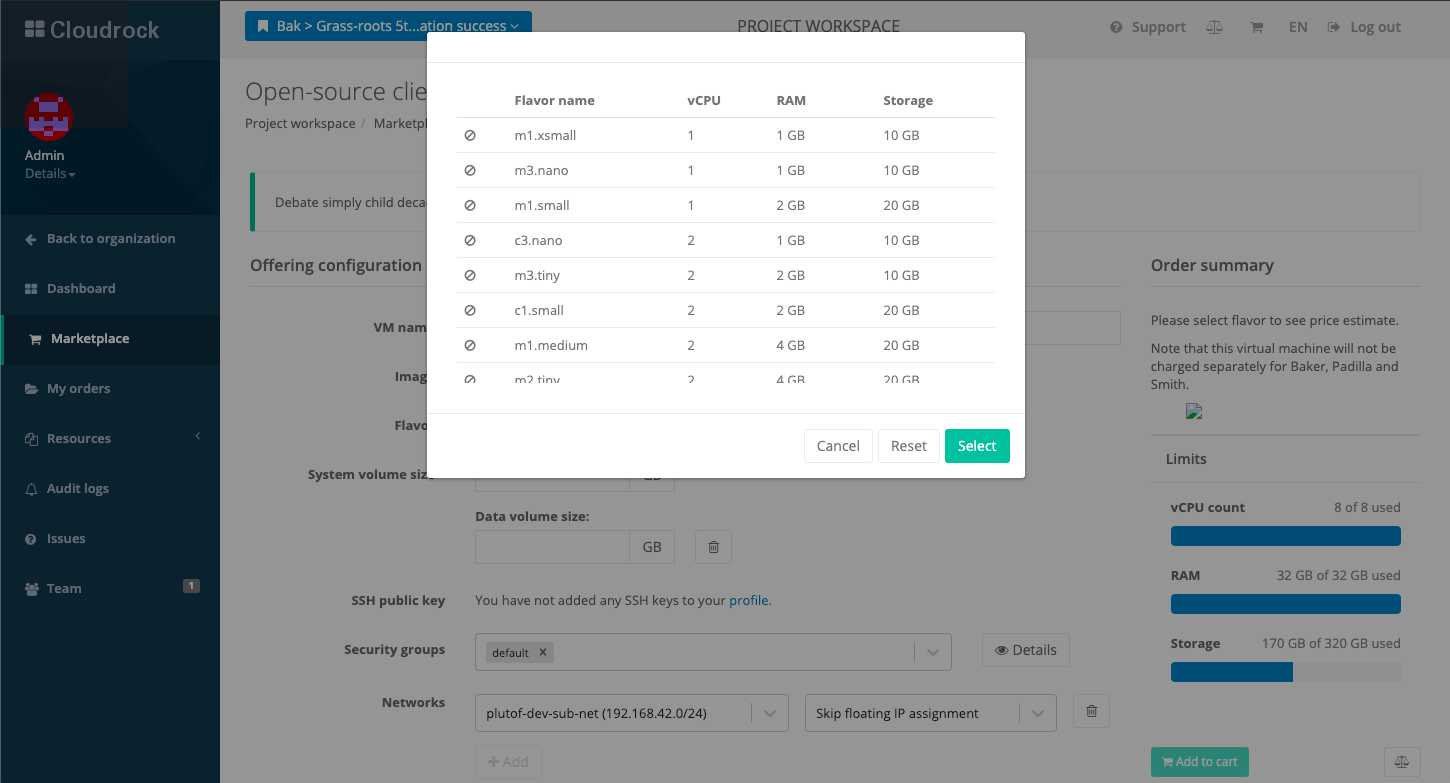 Cloudrock
Bak > Grass-roots 5t...ation success
PROJECT WORKSPACE
Support
EN
Log out
Admin
Details
Back to organization
Dashboard
Marketplace
My orders
Resources
Audit logs
Issues
Team
1
Open-source clie
Project workspace / Marketpl
Debate simply child deca
Flavor name vCPU RAM Storage
m1.xsmall 1 1 GB 10 GB
m3.nano 1 1 GB 10 GB
m1.small 1 2 GB 20 GB
c3.nano 2 1 GB 10 GB
m3.tiny 2 2 GB 10 GB
c1.small 2 2 GB 20 GB
m1.medium 2 4 GB 20 GB
m2.tiny 2 4 GB 20 GB
Cancel
Reset
Select
Offering configuration
VM nam
Imag
Flavo
System volume size
GB
Data volume size:
GB
SSH public key
You have not added any SSH keys to your profile.
Security groups
default
Details
Networks
plutof-dev-sub-net (192.168.42.0/24)
Skip floating IP assignment
Add
Order summary
Please select flavor to see price estimate.
Note that this virtual machine will not be
charged separately for Baker, Padilla and
Smith.
Limits
vCPU count 8 of 8 used
RAM 32 GB of 32 GB used
Storage 170 GB of 320 GB used
Add to cart